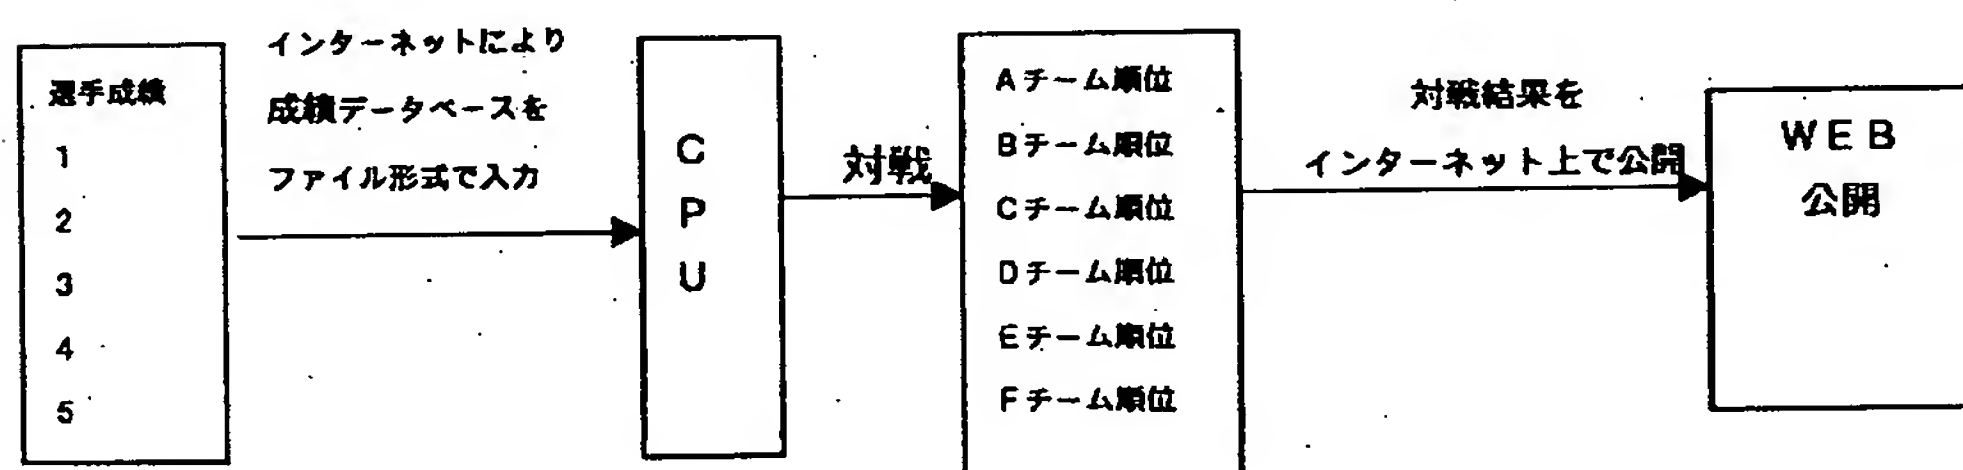 選手成績
1
2
3
4
5
インターネットにより
成績データベースを
ファイル形式で入力
C
P
U
対戦
Aチーム順位
Bチーム順位
Cチーム順位
Dチーム順位
Eチーム順位
Fチーム順位
対戦結果を
インターネット上で公開
WEB
公開